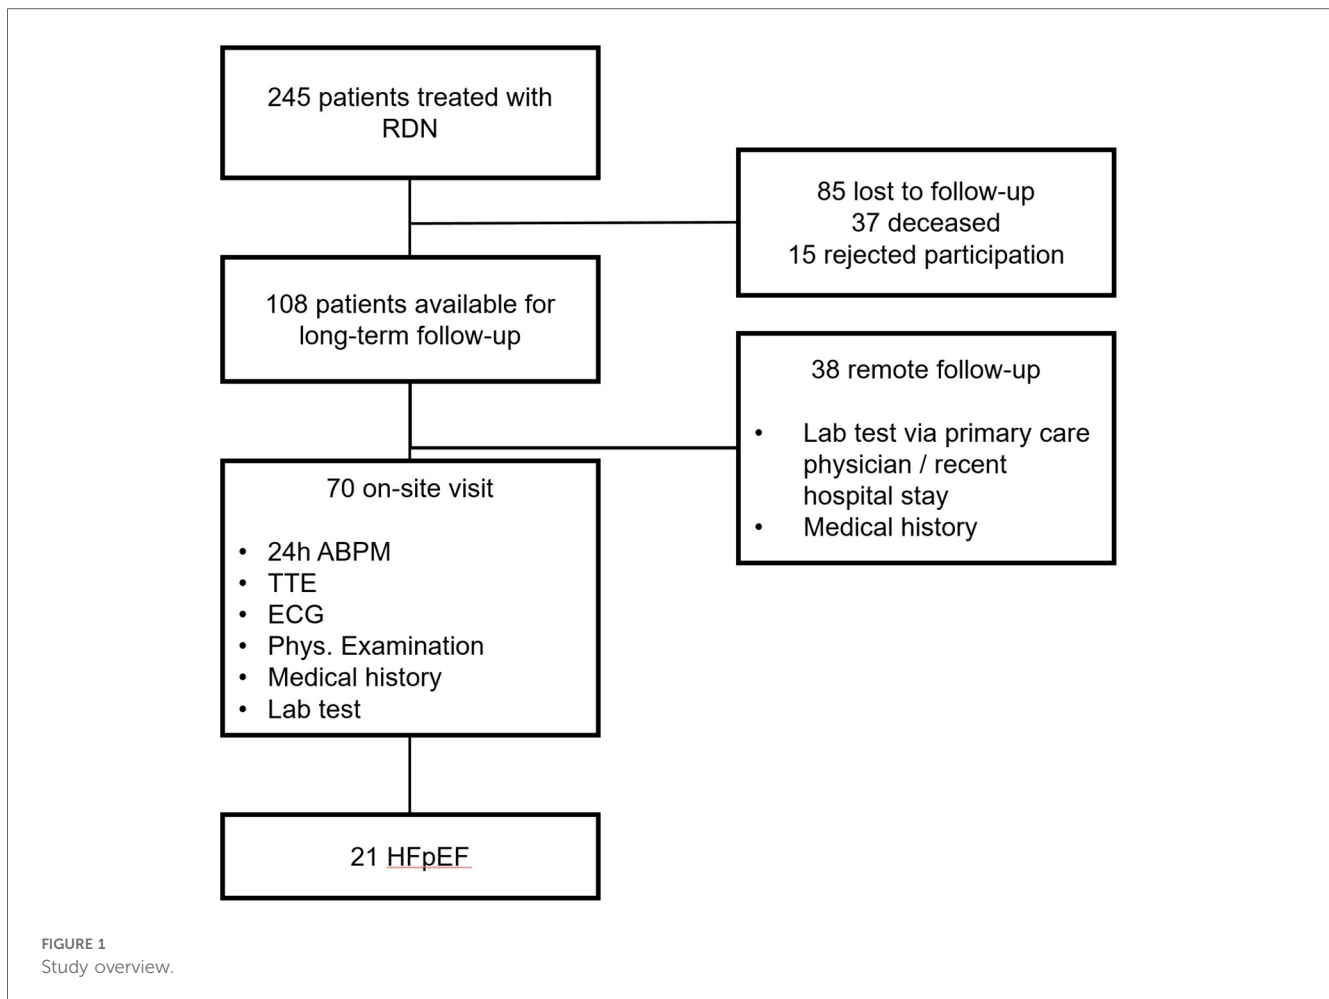 245 patients treated with
RDN
85 lost to follow-up
37 deceased
15 rejected participation
108 patients available for
long-term follow-up
38 remote follow-up
• Lab test via primary care
physician / recent
hospital stay
• Medical history
70 on-site visit
• 24h ABPM
• TTE
• ECG
• Phys. Examination
• Medical history
• Lab test
21 HFpEF
FIGURE 1
Study overview.